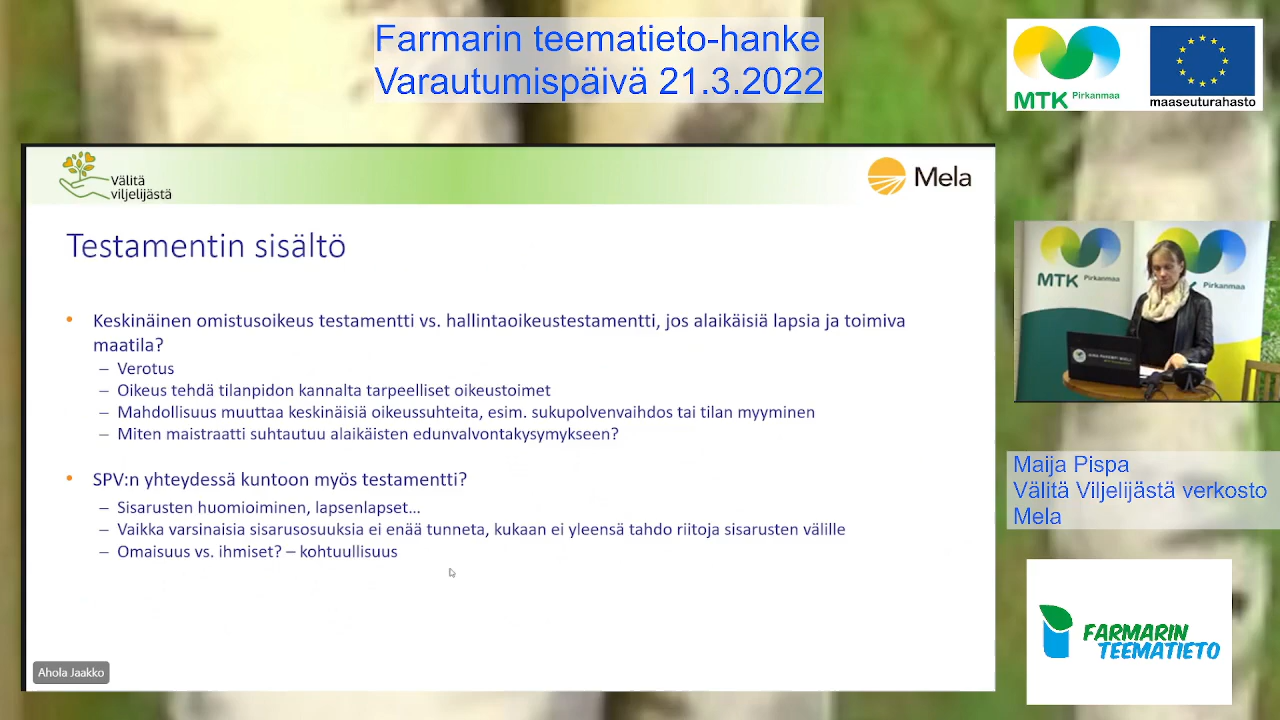 Farmarin teematieto-hanke
Varautumispäivä 21.3.2022
MTK Pirkanmaa
maaseuturahasto
Välitä
viljelijästä
Mela
Testamentin sisältö
• Keskinäinen omistusoikeus testamentti vs. hallintaoikeustestamentti, jos alaikäisiä lapsia ja toimiva
maatila?
– Verotus
– Oikeus tehdä tilanpidon kannalta tarpeelliset oikeustoimet
– Mahdollisuus muuttaa keskinäisiä oikeussuhteita, esim. sukupolvenvaihdos tai tilan myyminen
– Miten maistraatti suhtautuu alaikäisten edunvalvontakysymykseen?
• SPV:n yhteydessä kuntoon myös testamentti?
– Sisarusten huomioiminen, lapsenlapset...
– Vaikka varsinaisia sisarusosuuksia ei enää tunneta, kukaan ei yleensä tahdo riitoja sisarusten välille
– Omaisuus vs. ihmiset? – kohtuullisuus
Ahola Jaakko
MTK Pirkanmaa
Pirkanmaa
Maija Pispa
Välitä Viljelijästä verkosto
Mela
FARMARIN
TEEMATIETO